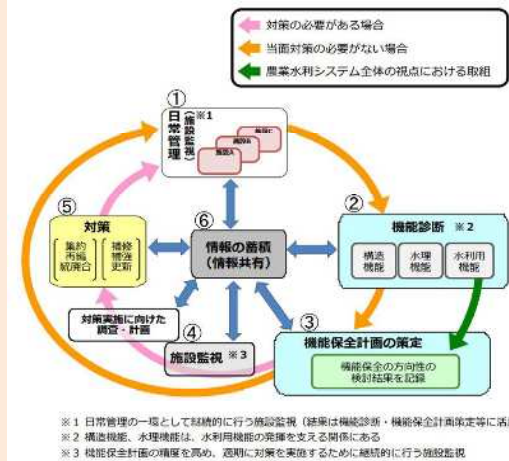 対策の必要がある場合
当面対策の必要がない場合
農業水利システム全体の視点における取組
①
日常管理
(施設監視)
※1
施設C
施設B
施設A
②
機能診断 ※2
構造
機能
水理
機能
水利用
機能
⑤
対策
集約
再編
統廃合
補修
補強
更新
⑥
情報の蓄積
(情報共有)
対策実施に向けた
調査・計画
④
施設監視 ※3
③
機能保全計画の策定
機能保全の方向性の
検討結果を記録
※1 日常管理の一環として継続的に行う施設監視(結果は機能診断・機能保全計画策定等に活
※2 構造機能、水理機能は、水利用機能の発揮を支える関係にある
※3 機能保全計画の精度を高め、適期に対策を実施するために継続的に行う施設監視